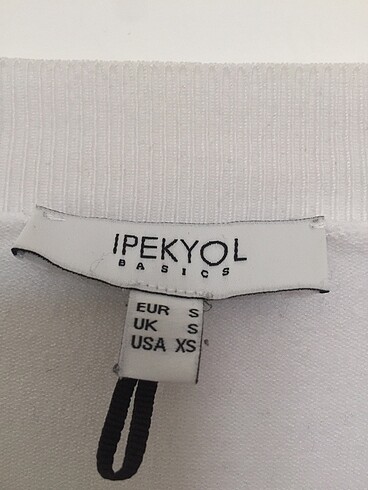 IPEKYOL
BASICS
EUR S
UK S
USA XS